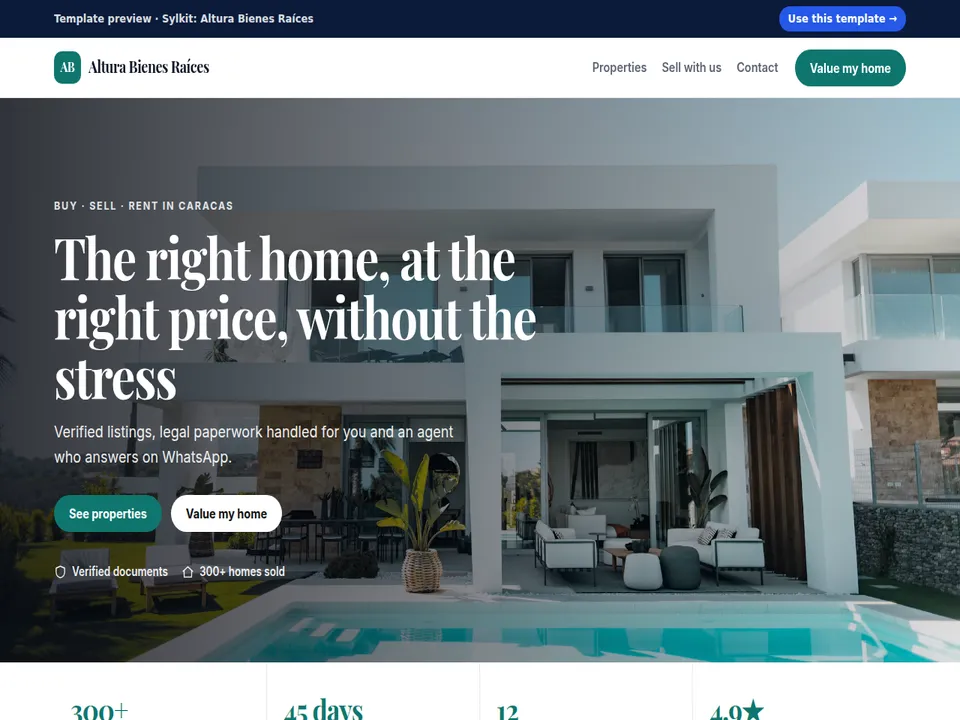 Template preview · Sylkit: Altura Bienes Raíces
Use this template →
AB
Altura Bienes Raíces
Properties
Sell with us
Contact
Value my home
BUY · SELL · RENT IN CARACAS
The right home, at the
right price, without the
stress
Verified listings, legal paperwork handled for you and an agent
who answers on WhatsApp.
See properties
Value my home
Verified documents
300+ homes sold
300+
45 days
12
4.9★